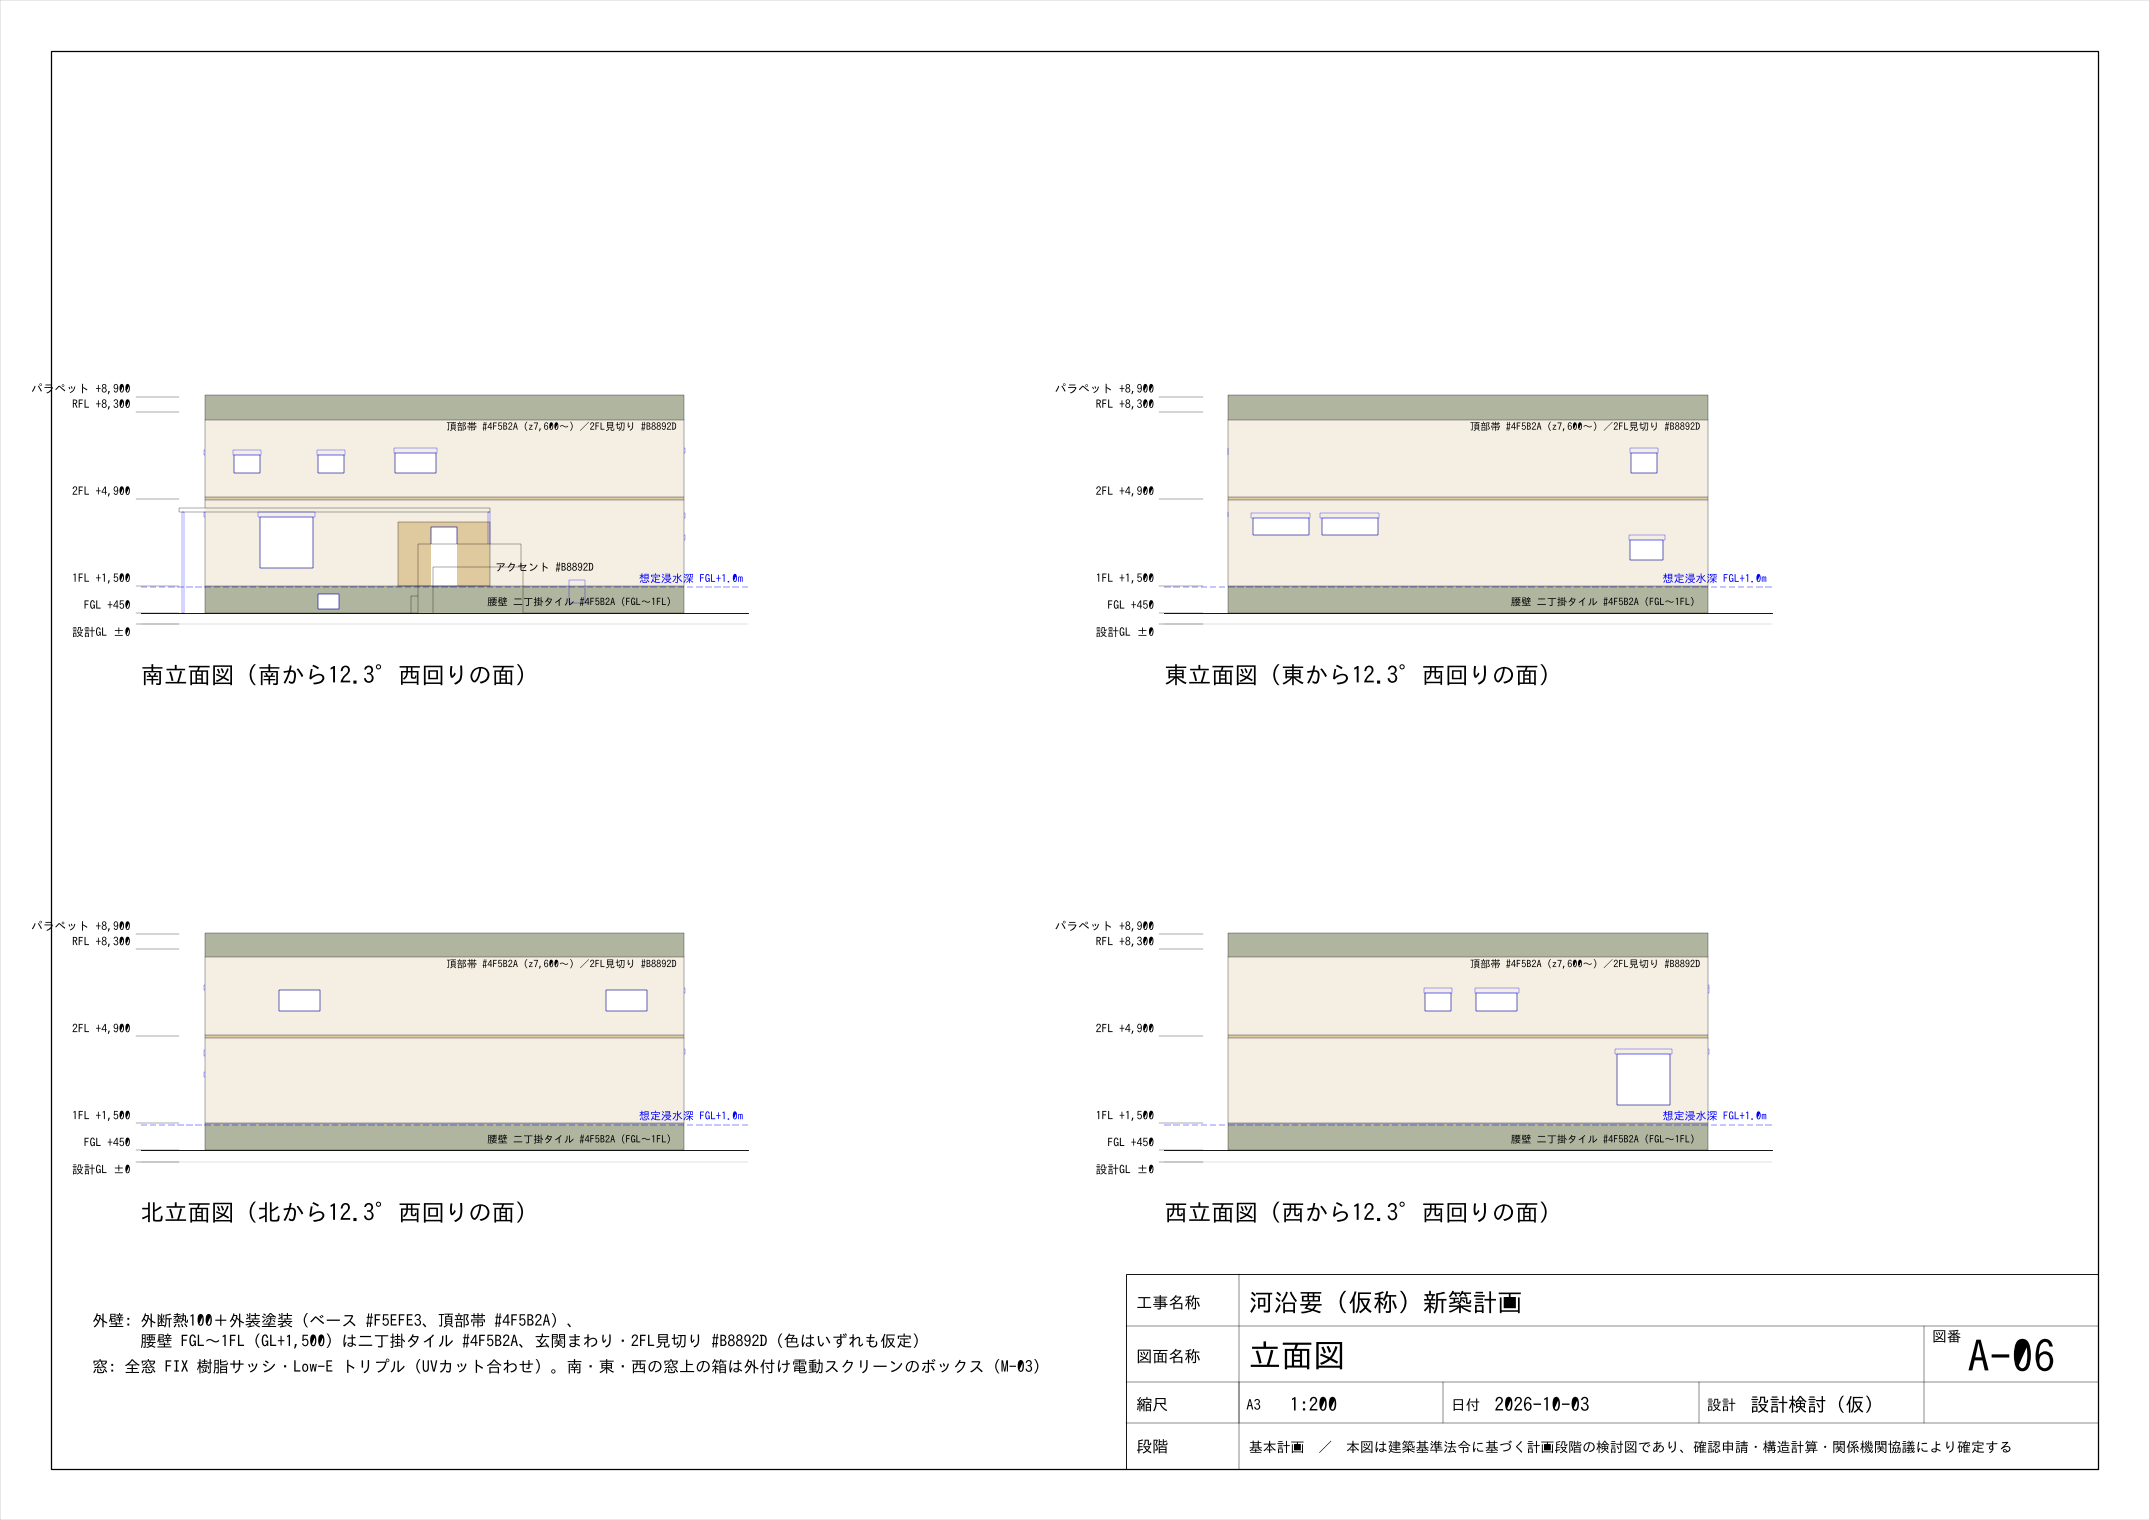 パラペット +8,900
RFL +8,300
頂部帯 #4F5B2A（z7,600～）／2FL見切り #B8892D
2FL +4,900
アクセント #B8892D
1FL +1,500
想定浸水深 FGL+1.0m
FGL +450
腰壁 二丁掛タイル #4F5B2A（FGL～1FL）
設計GL ±0
南立面図（南から12.3° 西回りの面）
パラペット +8,900
RFL +8,300
頂部帯 #4F5B2A（z7,600～）／2FL見切り #B8892D
2FL +4,900
1FL +1,500
想定浸水深 FGL+1.0m
FGL +450
腰壁 二丁掛タイル #4F5B2A（FGL～1FL）
設計GL ±0
東立面図（東から12.3° 西回りの面）
パラペット +8,900
RFL +8,300
頂部帯 #4F5B2A（z7,600～）／2FL見切り #B8892D
2FL +4,900
1FL +1,500
想定浸水深 FGL+1.0m
FGL +450
腰壁 二丁掛タイル #4F5B2A（FGL～1FL）
設計GL ±0
北立面図（北から12.3° 西回りの面）
パラペット +8,900
RFL +8,300
頂部帯 #4F5B2A（z7,600～）／2FL見切り #B8892D
2FL +4,900
1FL +1,500
想定浸水深 FGL+1.0m
FGL +450
腰壁 二丁掛タイル #4F5B2A（FGL～1FL）
設計GL ±0
西立面図（西から12.3° 西回りの面）
外壁: 外断熱100＋外装塗装（ベース #F5EFE3、頂部帯 #4F5B2A）、
腰壁 FGL～1FL（GL+1,500）は二丁掛タイル #4F5B2A、玄関まわり・2FL見切り #B8892D（色はいずれも仮定）
窓: 全窓 FIX 樹脂サッシ・Low-E トリプル（UVカット合わせ）。南・東・西の窓上の箱は外付け電動スクリーンのボックス（M-03）
工事名称 河沿要（仮称）新築計画
図面名称 立面図 図番 A-06
縮尺 A3 1:200 日付 2026-10-03 設計 設計検討（仮）
段階 基本計画 ／ 本図は建築基準法令に基づく計画段階の検討図であり、確認申請・構造計算・関係機関協議により確定する